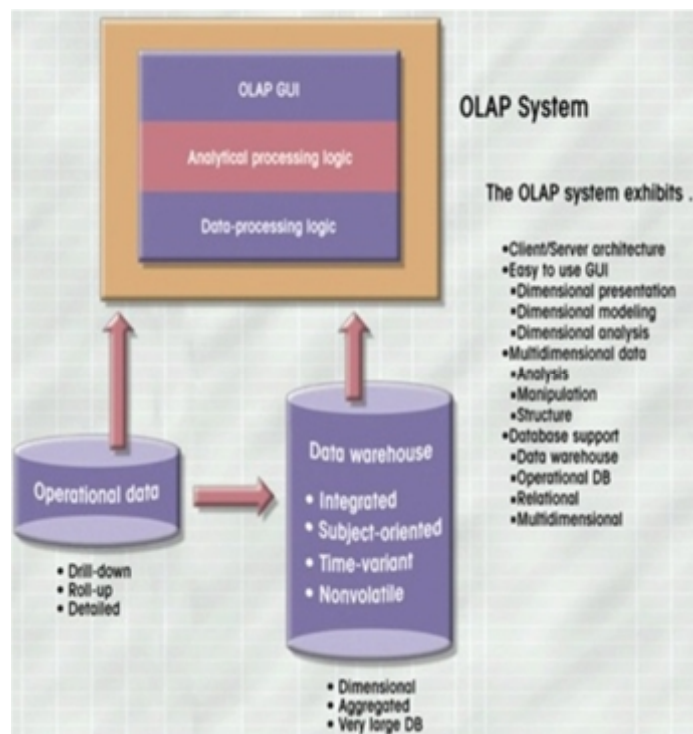 OLAP GUI
Analytical processing logic
Data-processing logic
OLAP System
The OLAP system exhibits .
•Client/Server architecture
•Easy to use GUI
•Dimensional presentation
•Dimensional modeling
•Dimensional analysis
•Multidimensional data
•Analysis
•Manipulation
•Structure
•Database support
•Data warehouse
•Operational DB
•Relational
•Multidimensional
Operational data
• Drill-down
• Roll-up
• Detailed
Data warehouse
• Integrated
• Subject-oriented
• Time-variant
• Nonvolatile
• Dimensional
• Aggregated
• Very large DB